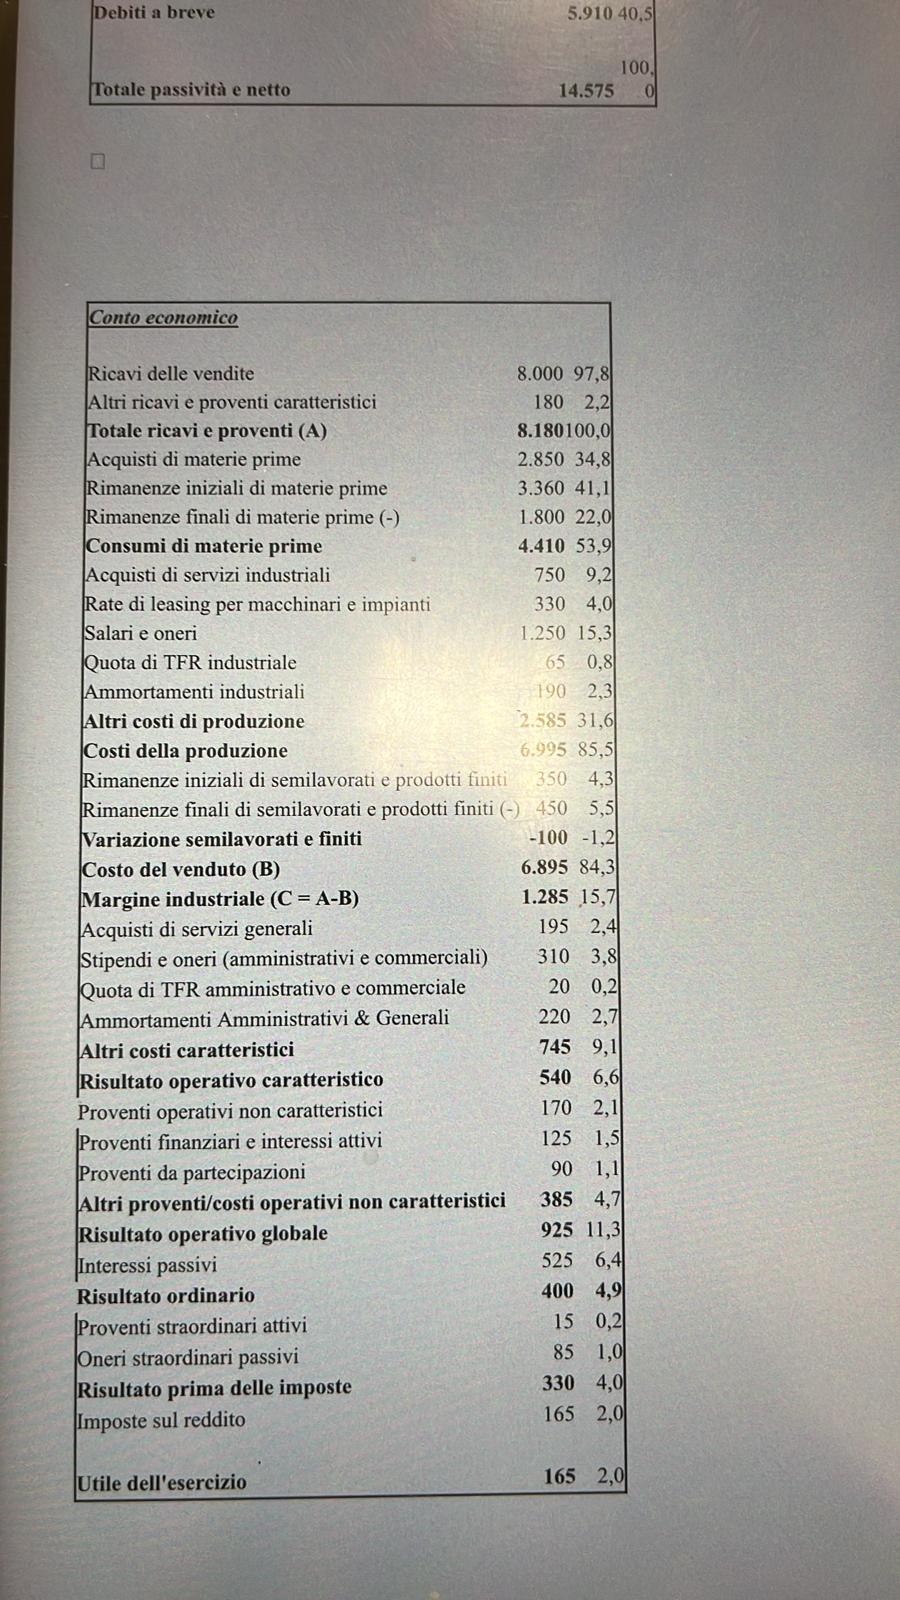 Debiti a breve 5.910 40,5
100,
Totale passività e netto 14.575 0
Conto economico
Ricavi delle vendite 8.000 97,8
Altri ricavi e proventi caratteristici 180 2,2
Totale ricavi e proventi (A) 8.180 100,0
Acquisti di materie prime 2.850 34,8
Rimanenze iniziali di materie prime 3.360 41,1
Rimanenze finali di materie prime (-) 1.800 22,0
Consumi di materie prime 4.410 53,9
Acquisti di servizi industriali 750 9,2
Rate di leasing per macchinari e impianti 330 4,0
Salari e oneri 1.250 15,3
Quota di TFR industriale 65 0,8
Ammortamenti industriali 190 2,3
Altri costi di produzione 2.585 31,6
Costi della produzione 6.995 85,5
Rimanenze iniziali di semilavorati e prodotti finiti 350 4,3
Rimanenze finali di semilavorati e prodotti finiti (-) 450 5,5
Variazione semilavorati e finiti -100 -1,2
Costo del venduto (B) 6.895 84,3
Margine industriale (C = A-B) 1.285 15,7
Acquisti di servizi generali 195 2,4
Stipendi e oneri (amministrativi e commerciali) 310 3,8
Quota di TFR amministrativo e commerciale 20 0,2
Ammortamenti Amministrativi & Generali 220 2,7
Altri costi caratteristici 745 9,1
Risultato operativo caratteristico 540 6,6
Proventi operativi non caratteristici 170 2,1
Proventi finanziari e interessi attivi 125 1,5
Proventi da partecipazioni 90 1,1
Altri proventi/costi operativi non caratteristici 385 4,7
Risultato operativo globale 925 11,3
Interessi passivi 525 6,4
Risultato ordinario 400 4,9
Proventi straordinari attivi 15 0,2
Oneri straordinari passivi 85 1,0
Risultato prima delle imposte 330 4,0
Imposte sul reddito 165 2,0
Utile dell'esercizio 165 2,0